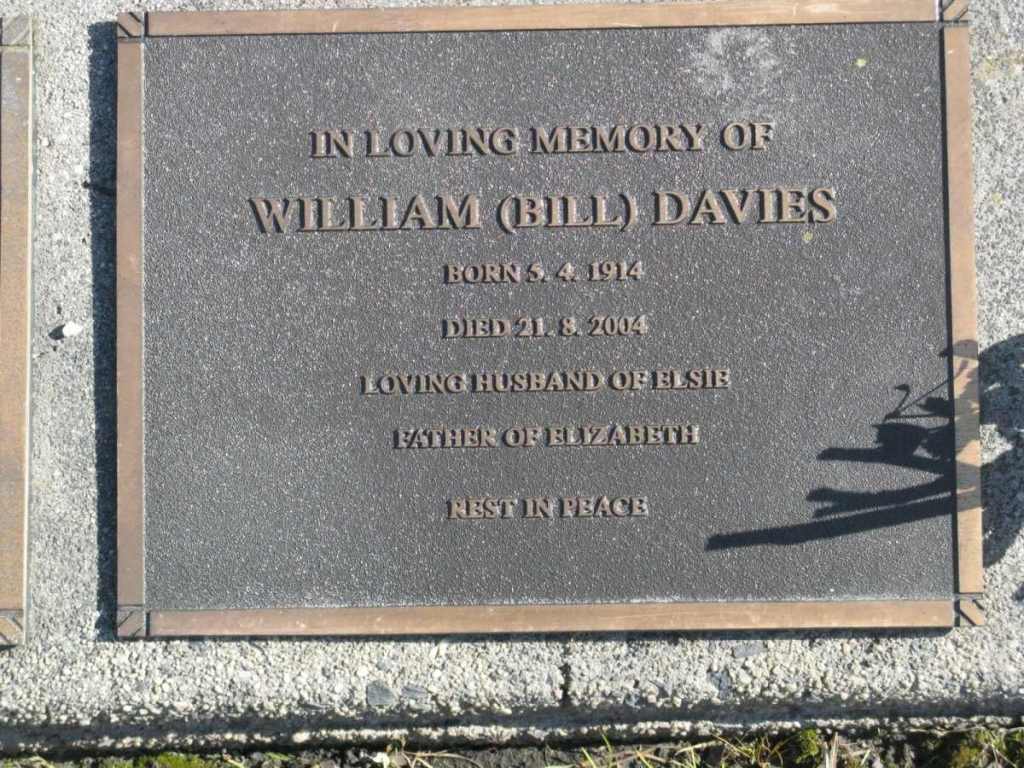 IN LOVING MEMORY OF
WILLIAM (BILL) DAVIES
BORN 5. 4. 1914
DIED 21. 8. 2004
LOVING HUSBAND OF ELSIE
FATHER OF ELIZABETH
REST IN PEACE